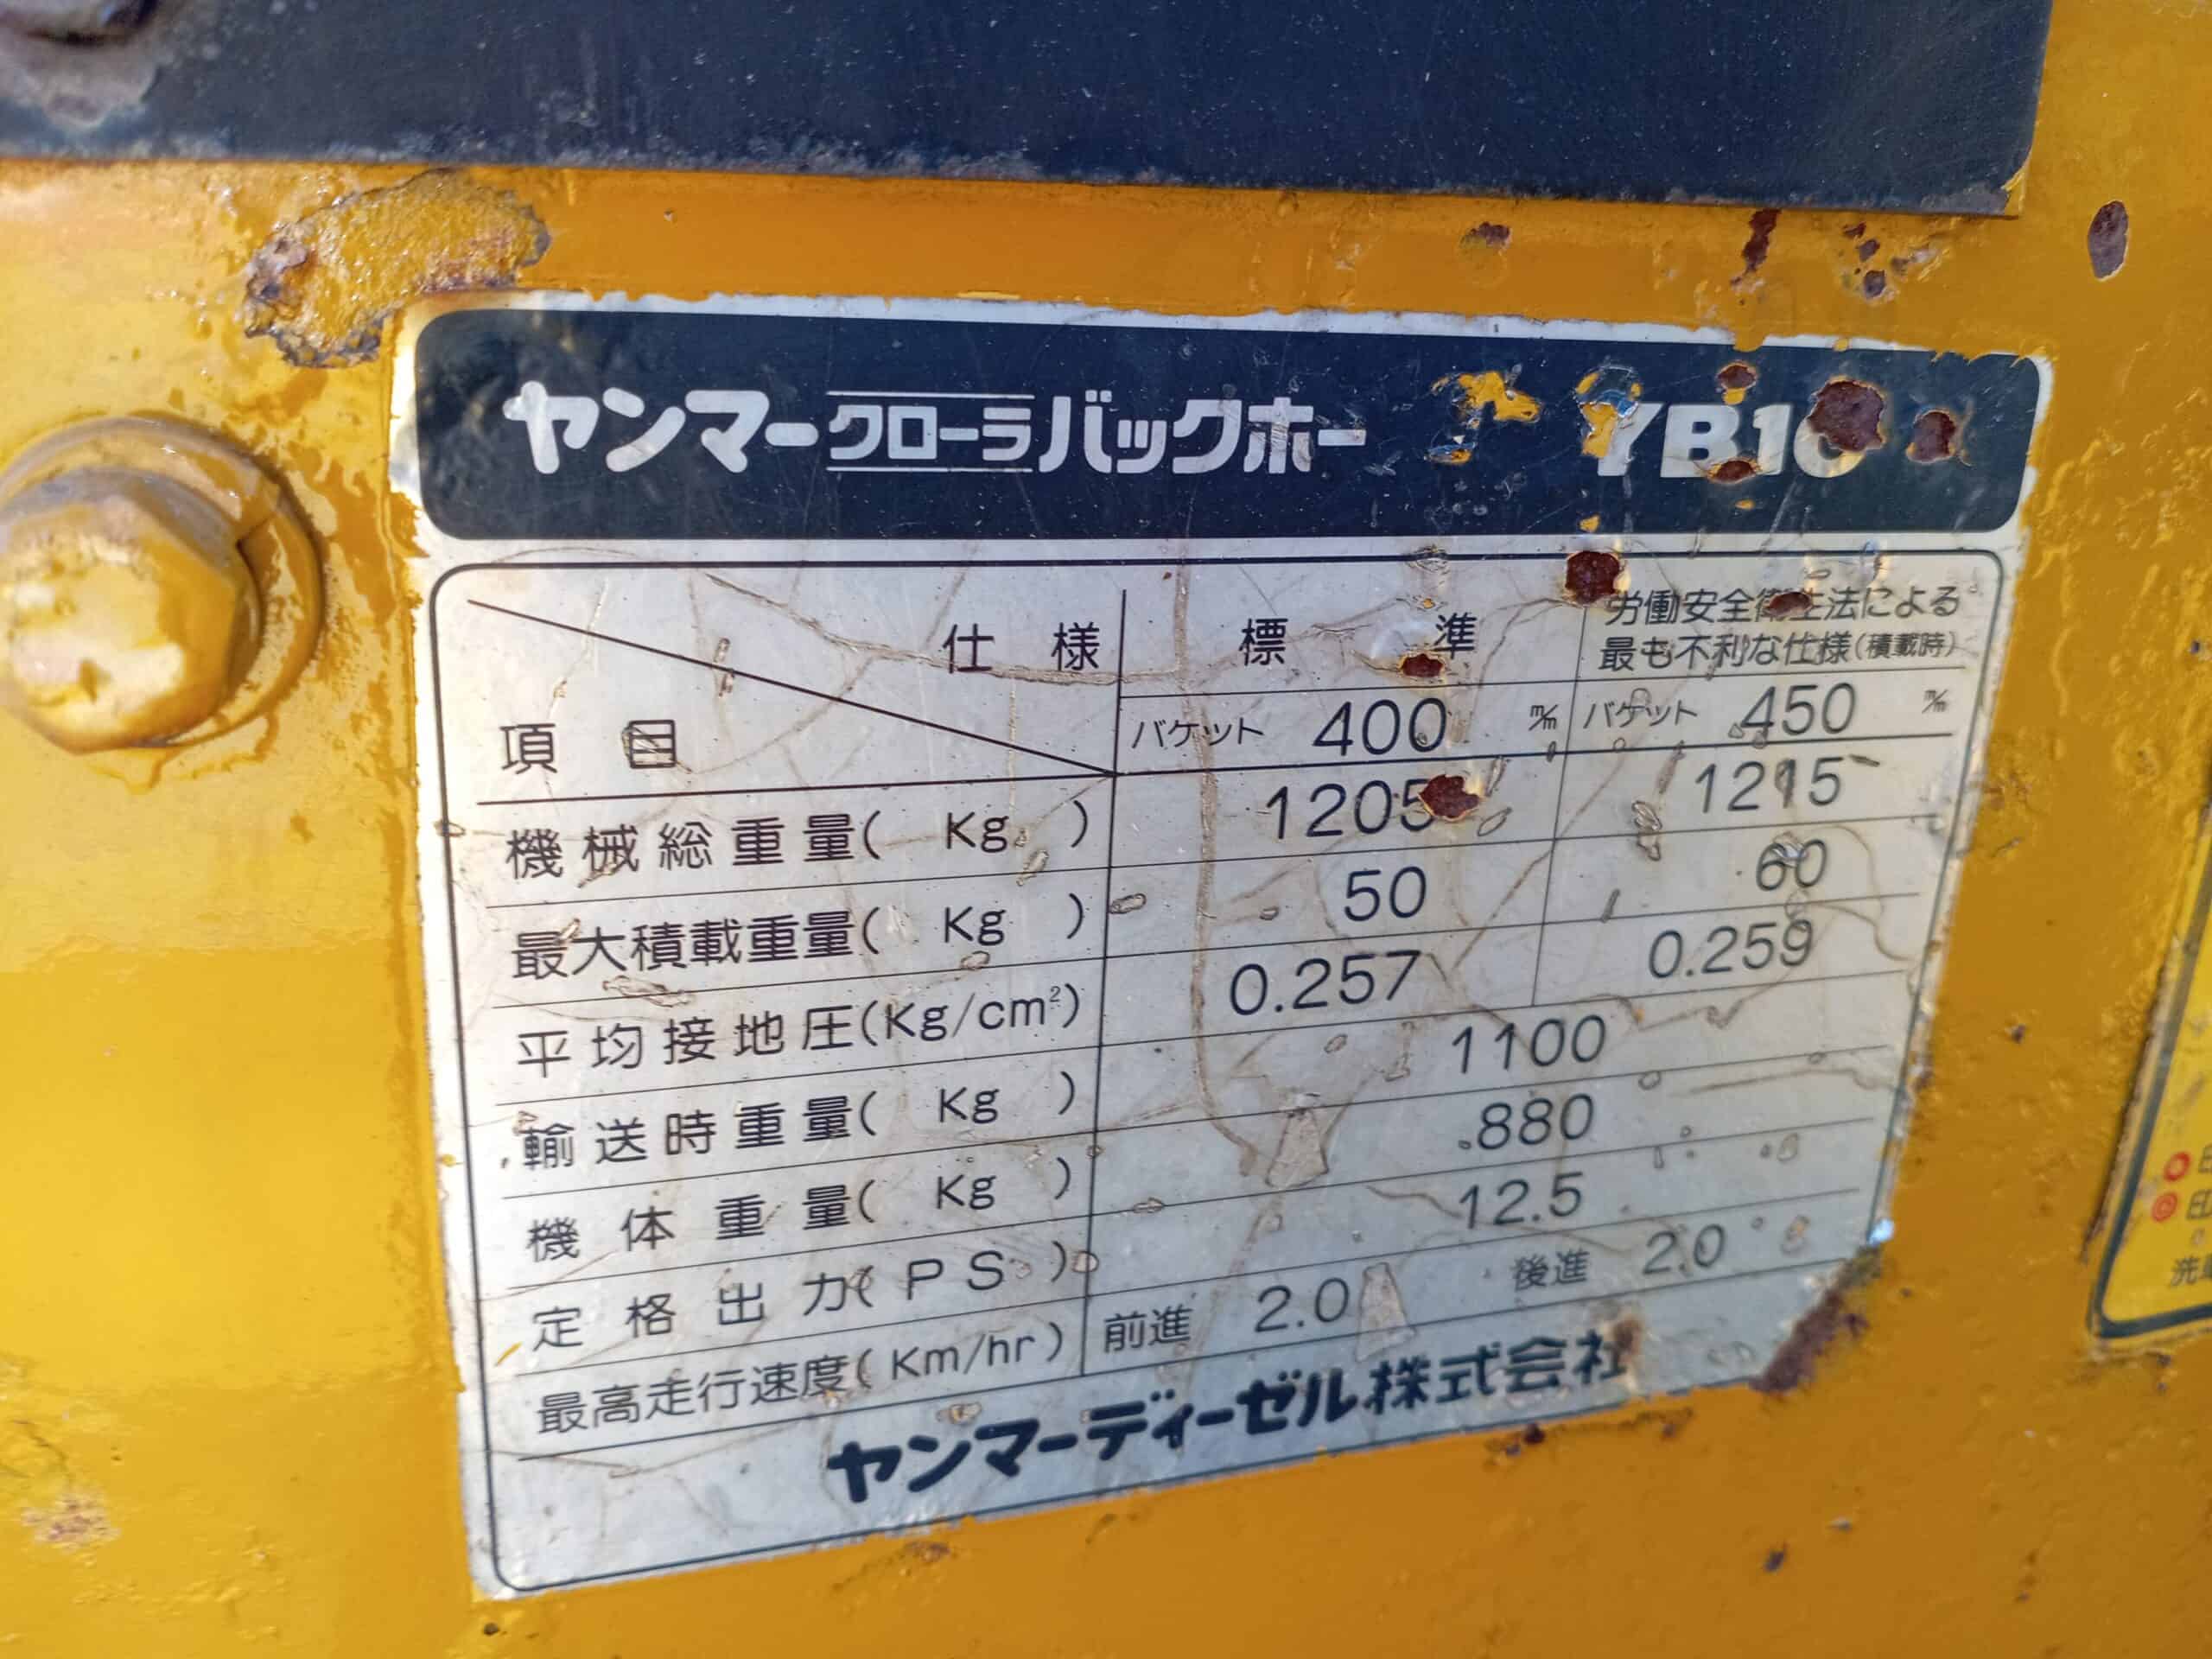 ヤンマークローラバックホー YB10
仕様 標準 労働安全衛生法による
最も不利な仕様(積載時)
項目 バケット 400 m/m バケット 450 m/m
機械総重量( Kg ) 1205 1215
最大積載重量( Kg ) 50 60
平均接地圧(Kg/cm²) 0.257 0.259
輸送時重量( Kg ) 1100
機体重量( Kg ) 880
定格出力( PS ) 12.5
最高走行速度(Km/hr) 前進 2.0 後進 2.0
ヤンマーディーゼル株式会社